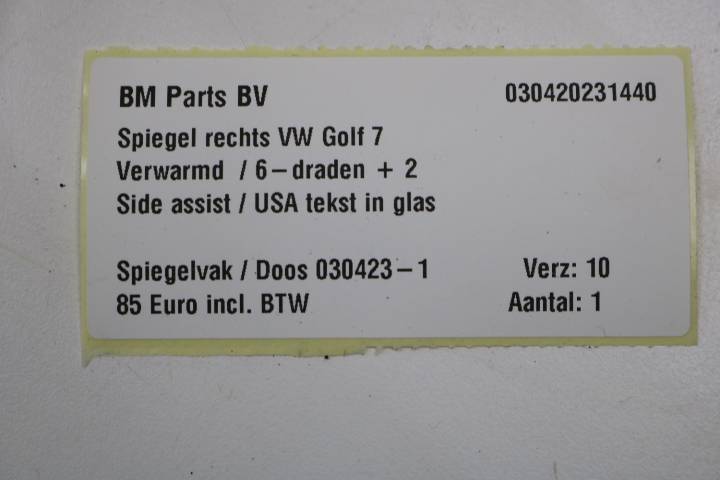 BM Parts BV 030420231440
Spiegel rechts VW Golf 7
Verwarmd / 6-draden + 2
Side assist / USA tekst in glas
Spiegelvak / Doos 030423-1 Verz: 10
85 Euro incl. BTW Aantal: 1